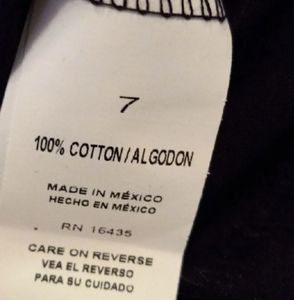 7
100% COTTON/ALGODON
MADE IN MÉXICO
HECHO EN MÉXICO
RN 16435
CARE ON REVERSE
VEA EL REVERSO
PARA SU CUIDADO